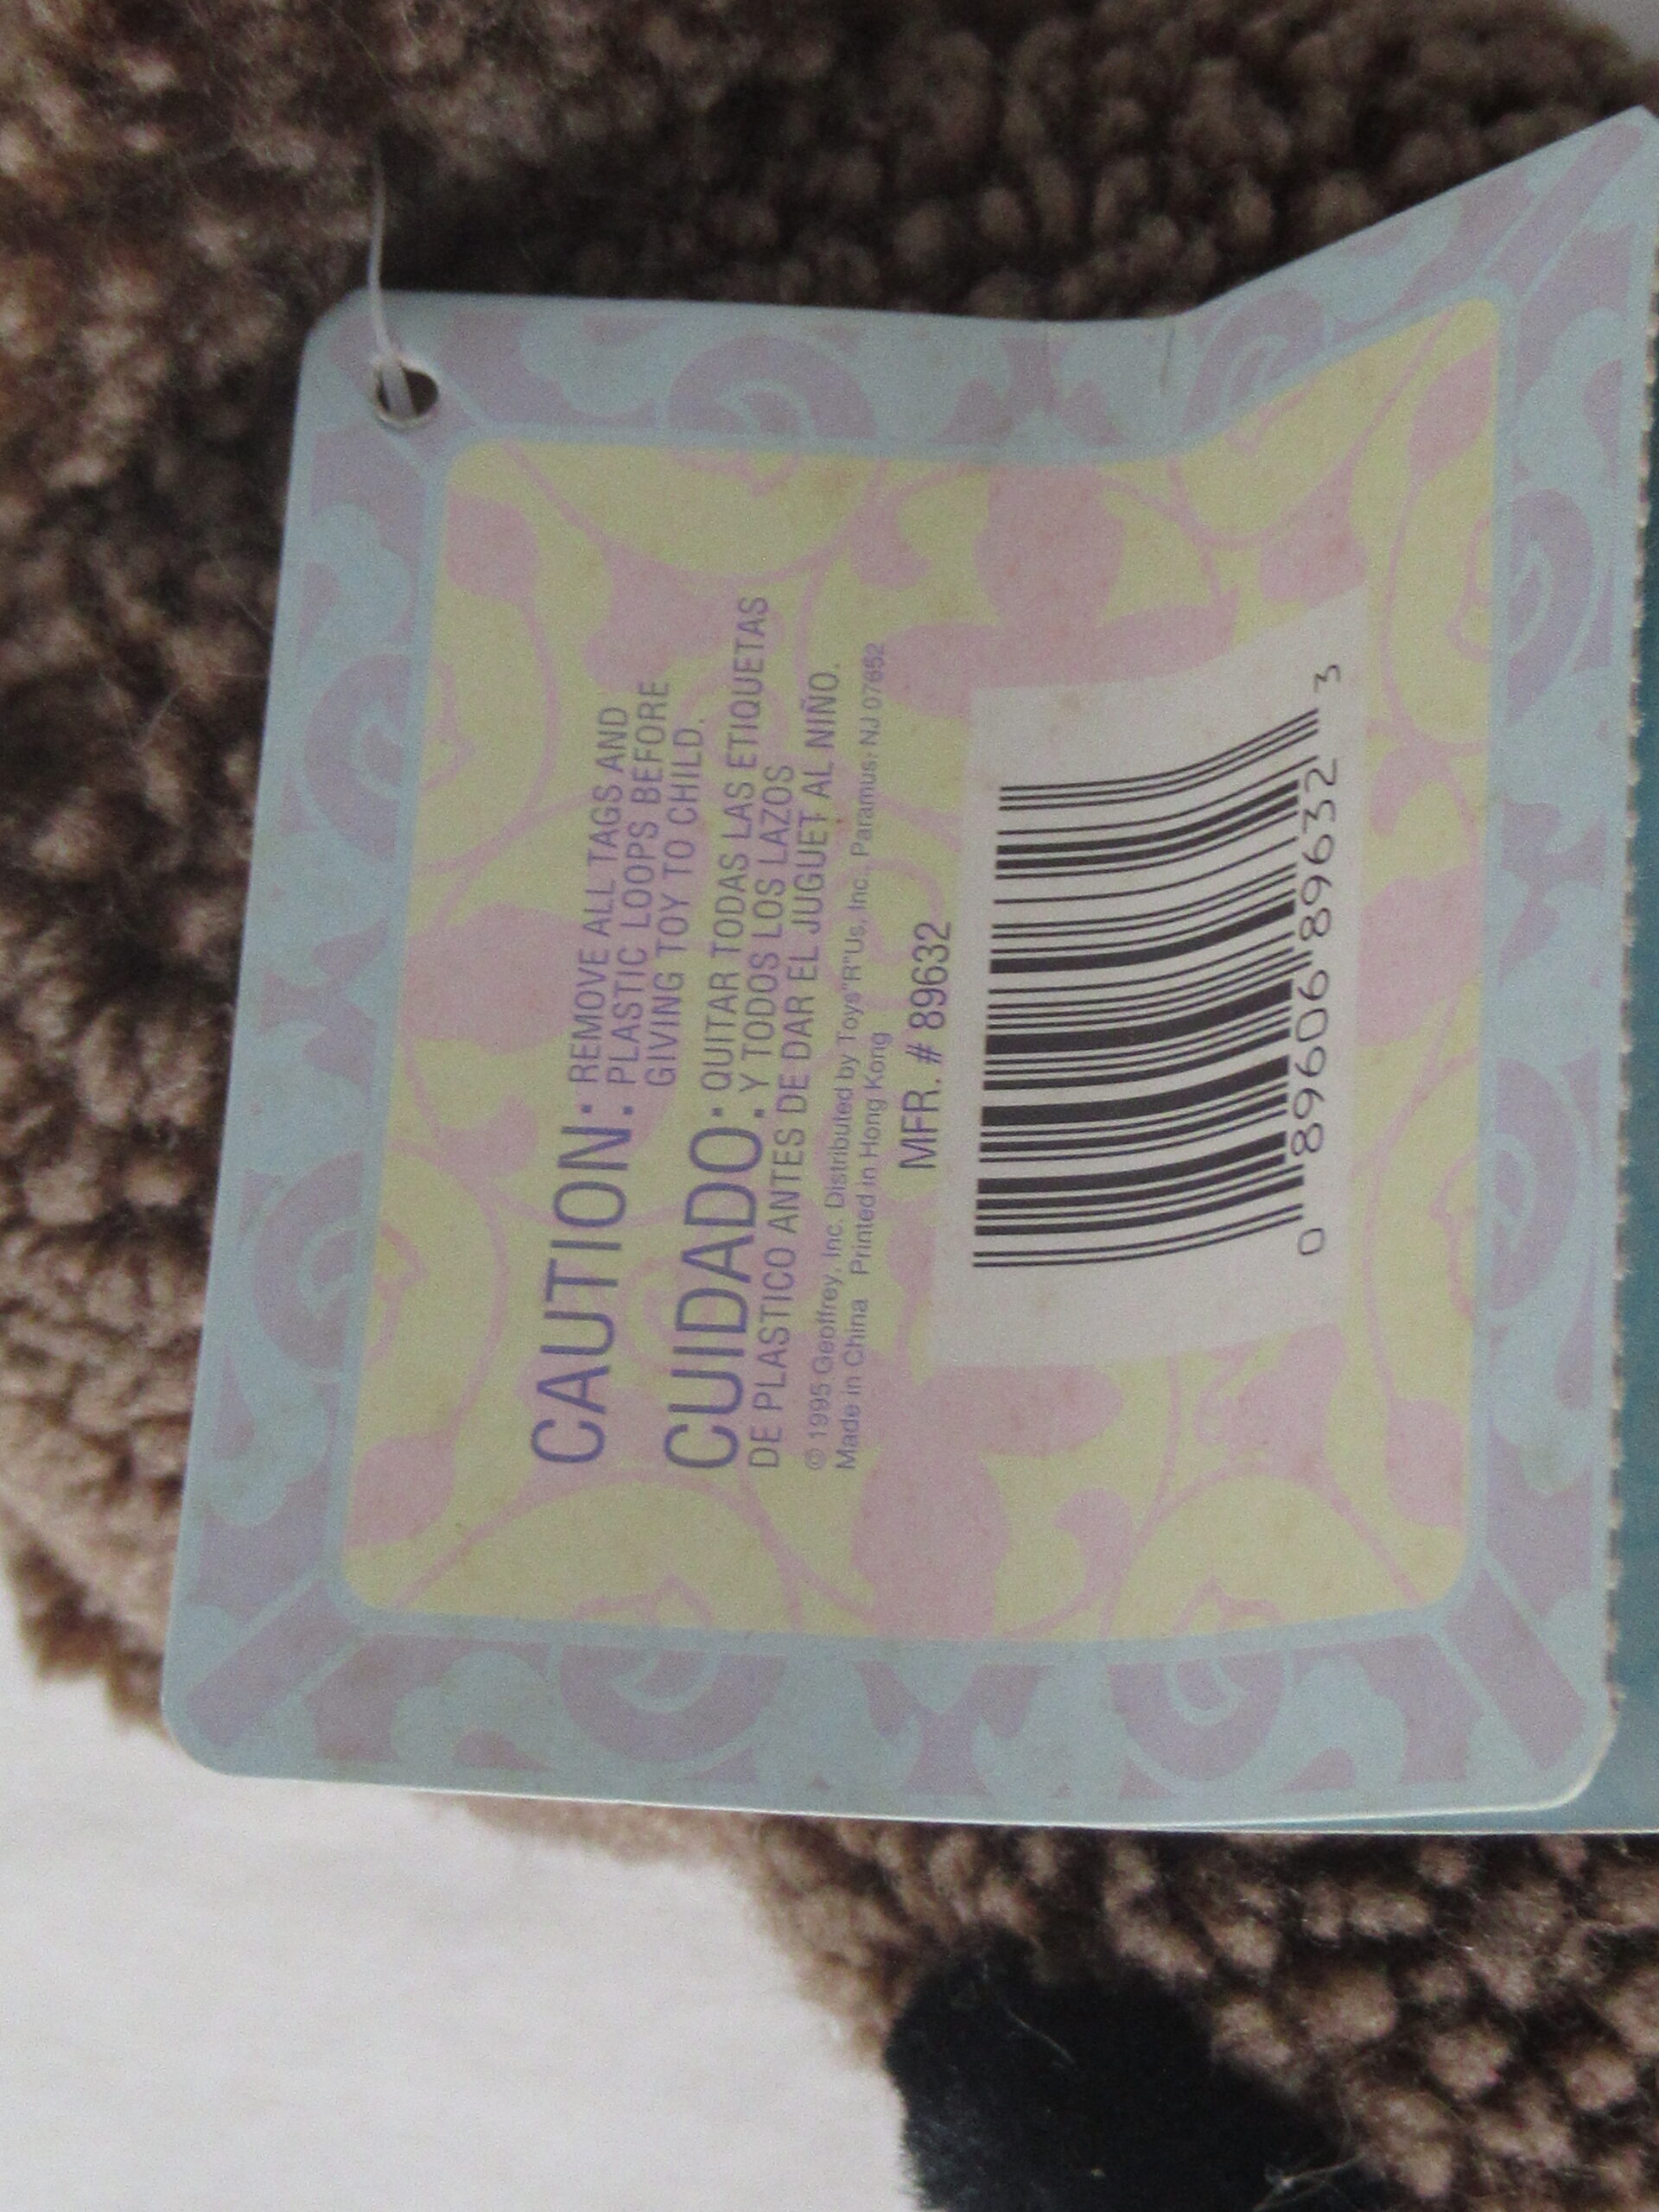 CAUTION: REMOVE ALL TAGS AND
PLASTIC LOOPS BEFORE
GIVING TOY TO CHILD.
CUIDADO: QUITAR TODAS LAS ETIQUETAS
Y TODOS LOS LAZOS
DE PLASTICO ANTES DE DAR EL JUGUET AL NIÑO.
© 1995 Geoffrey, Inc. Distributed by Toys"R"Us, Inc., Paramus, NJ 07652
Made in China Printed in Hong Kong
MFR. # 89632
0 89606 89632 3